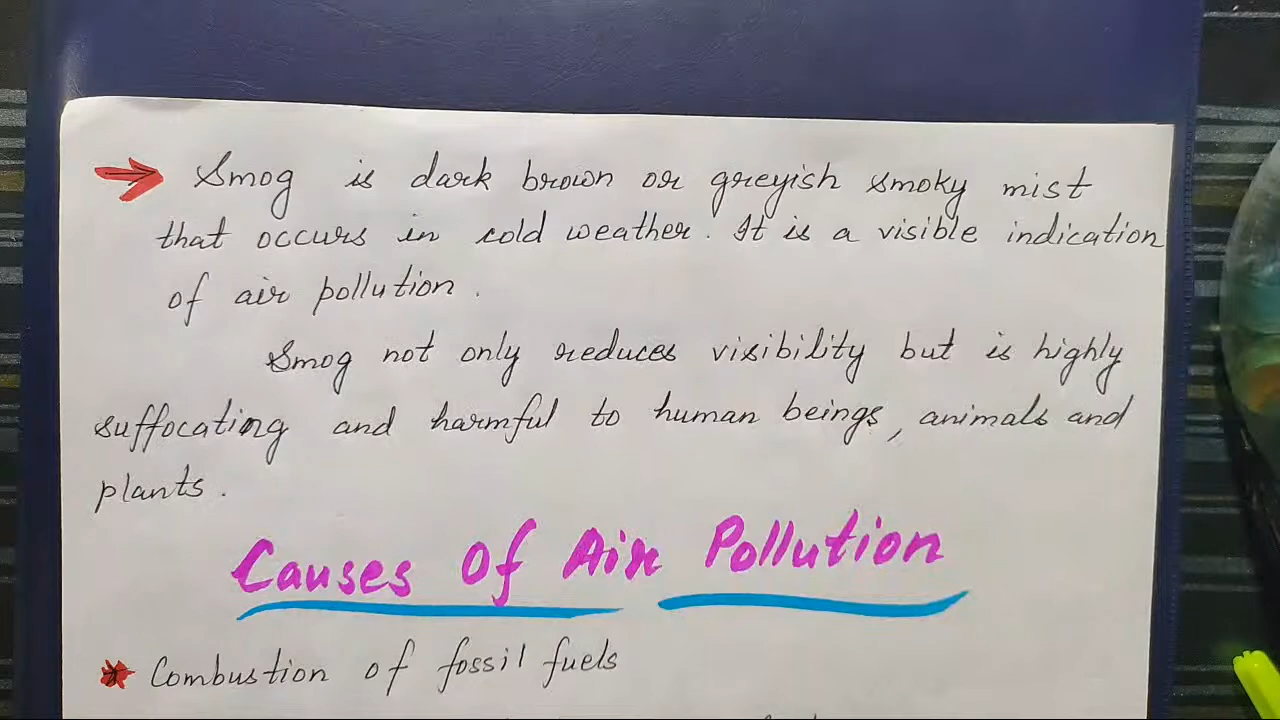 Smog is dark brown or greyish smoky mist
that occurs in cold weather. It is a visible indication
of air pollution.
Smog not only reduces visibility but is highly
suffocating and harmful to human beings, animals and
plants.
Causes Of Air Pollution
* Combustion of fossil fuels